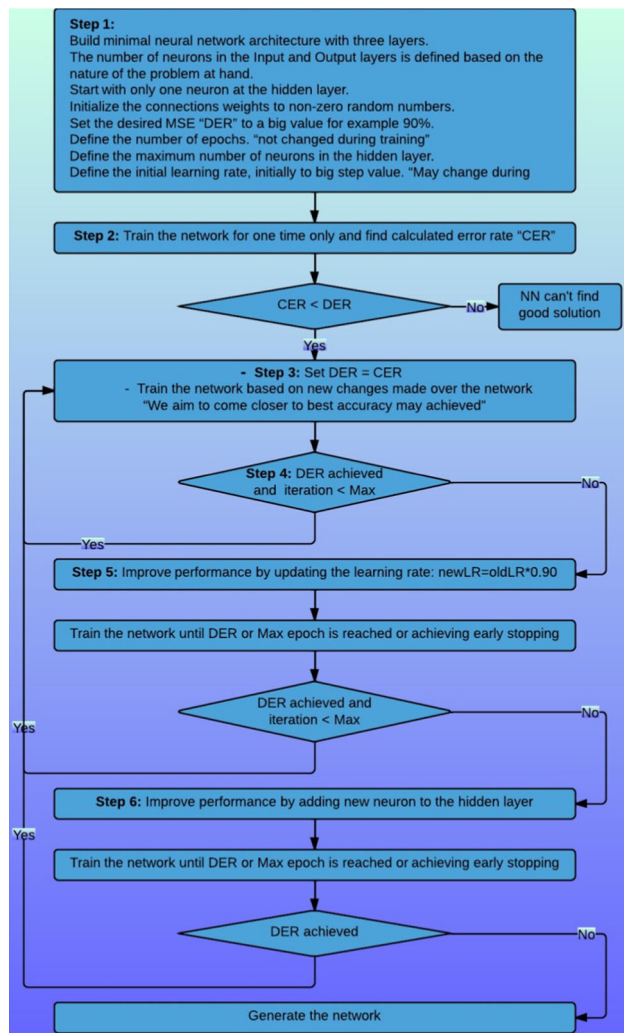 Step 1:
Build minimal neural network architecture with three layers.
The number of neurons in the Input and Output layers is defined based on the
nature of the problem at hand.
Start with only one neuron at the hidden layer.
Initialize the connections weights to non-zero random numbers.
Set the desired MSE “DER” to a big value for example 90%.
Define the number of epochs. “not changed during training”
Define the maximum number of neurons in the hidden layer.
Define the initial learning rate, initially to big step value. “May change during
Step 2: Train the network for one time only and find calculated error rate “CER”
CER < DER
No
NN can't find
good solution
Yes
- Step 3: Set DER = CER
- Train the network based on new changes made over the network
“We aim to come closer to best accuracy may achieved”
Step 4: DER achieved
and iteration < Max
No
Yes
Step 5: Improve performance by updating the learning rate: newLR=oldLR*0.90
Train the network until DER or Max epoch is reached or achieving early stopping
DER achieved and
iteration < Max
No
Yes
Step 6: Improve performance by adding new neuron to the hidden layer
Yes
Train the network until DER or Max epoch is reached or achieving early stopping
DER achieved
No
Generate the network